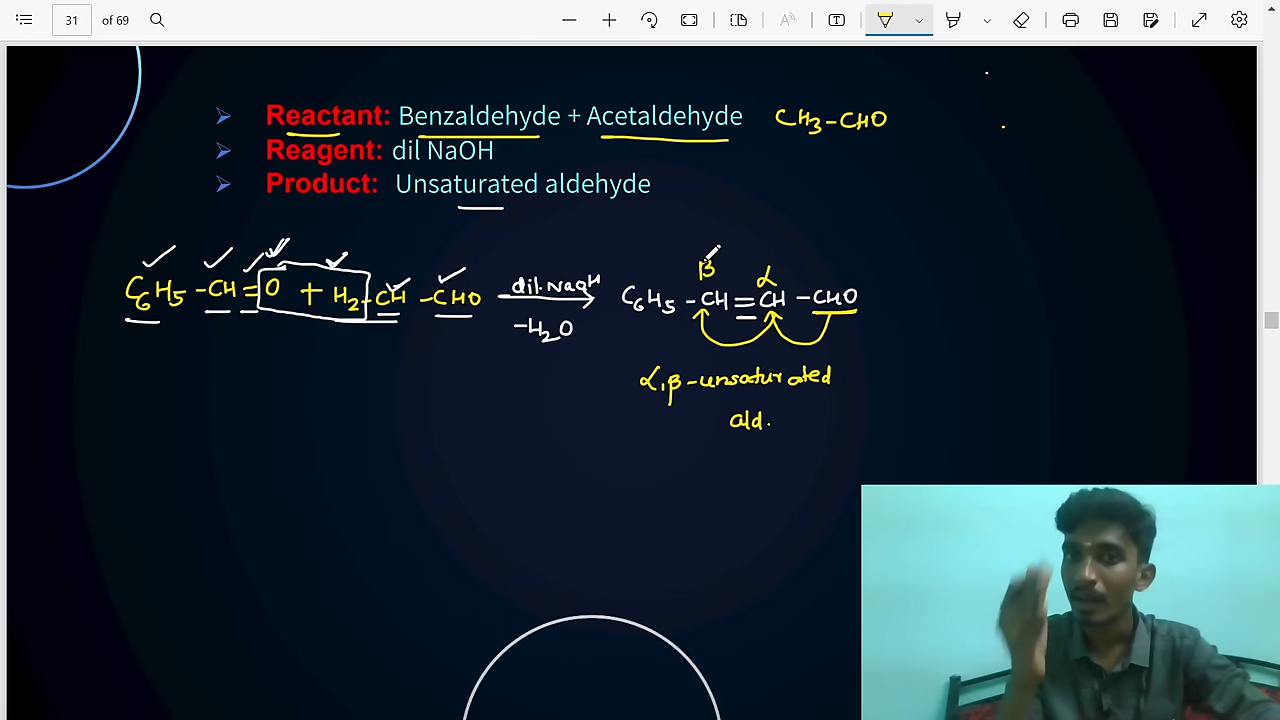 31 of 69
➢ Reactant: Benzaldehyde + Acetaldehyde CH3-CHO
➢ Reagent: dil NaOH
➢ Product: Unsaturated aldehyde
C6H5-CH=O + H2-CH-CHO dil.NaOH -H2O C6H5-CH=CH-CHO
β α
α,β-unsaturated
ald.